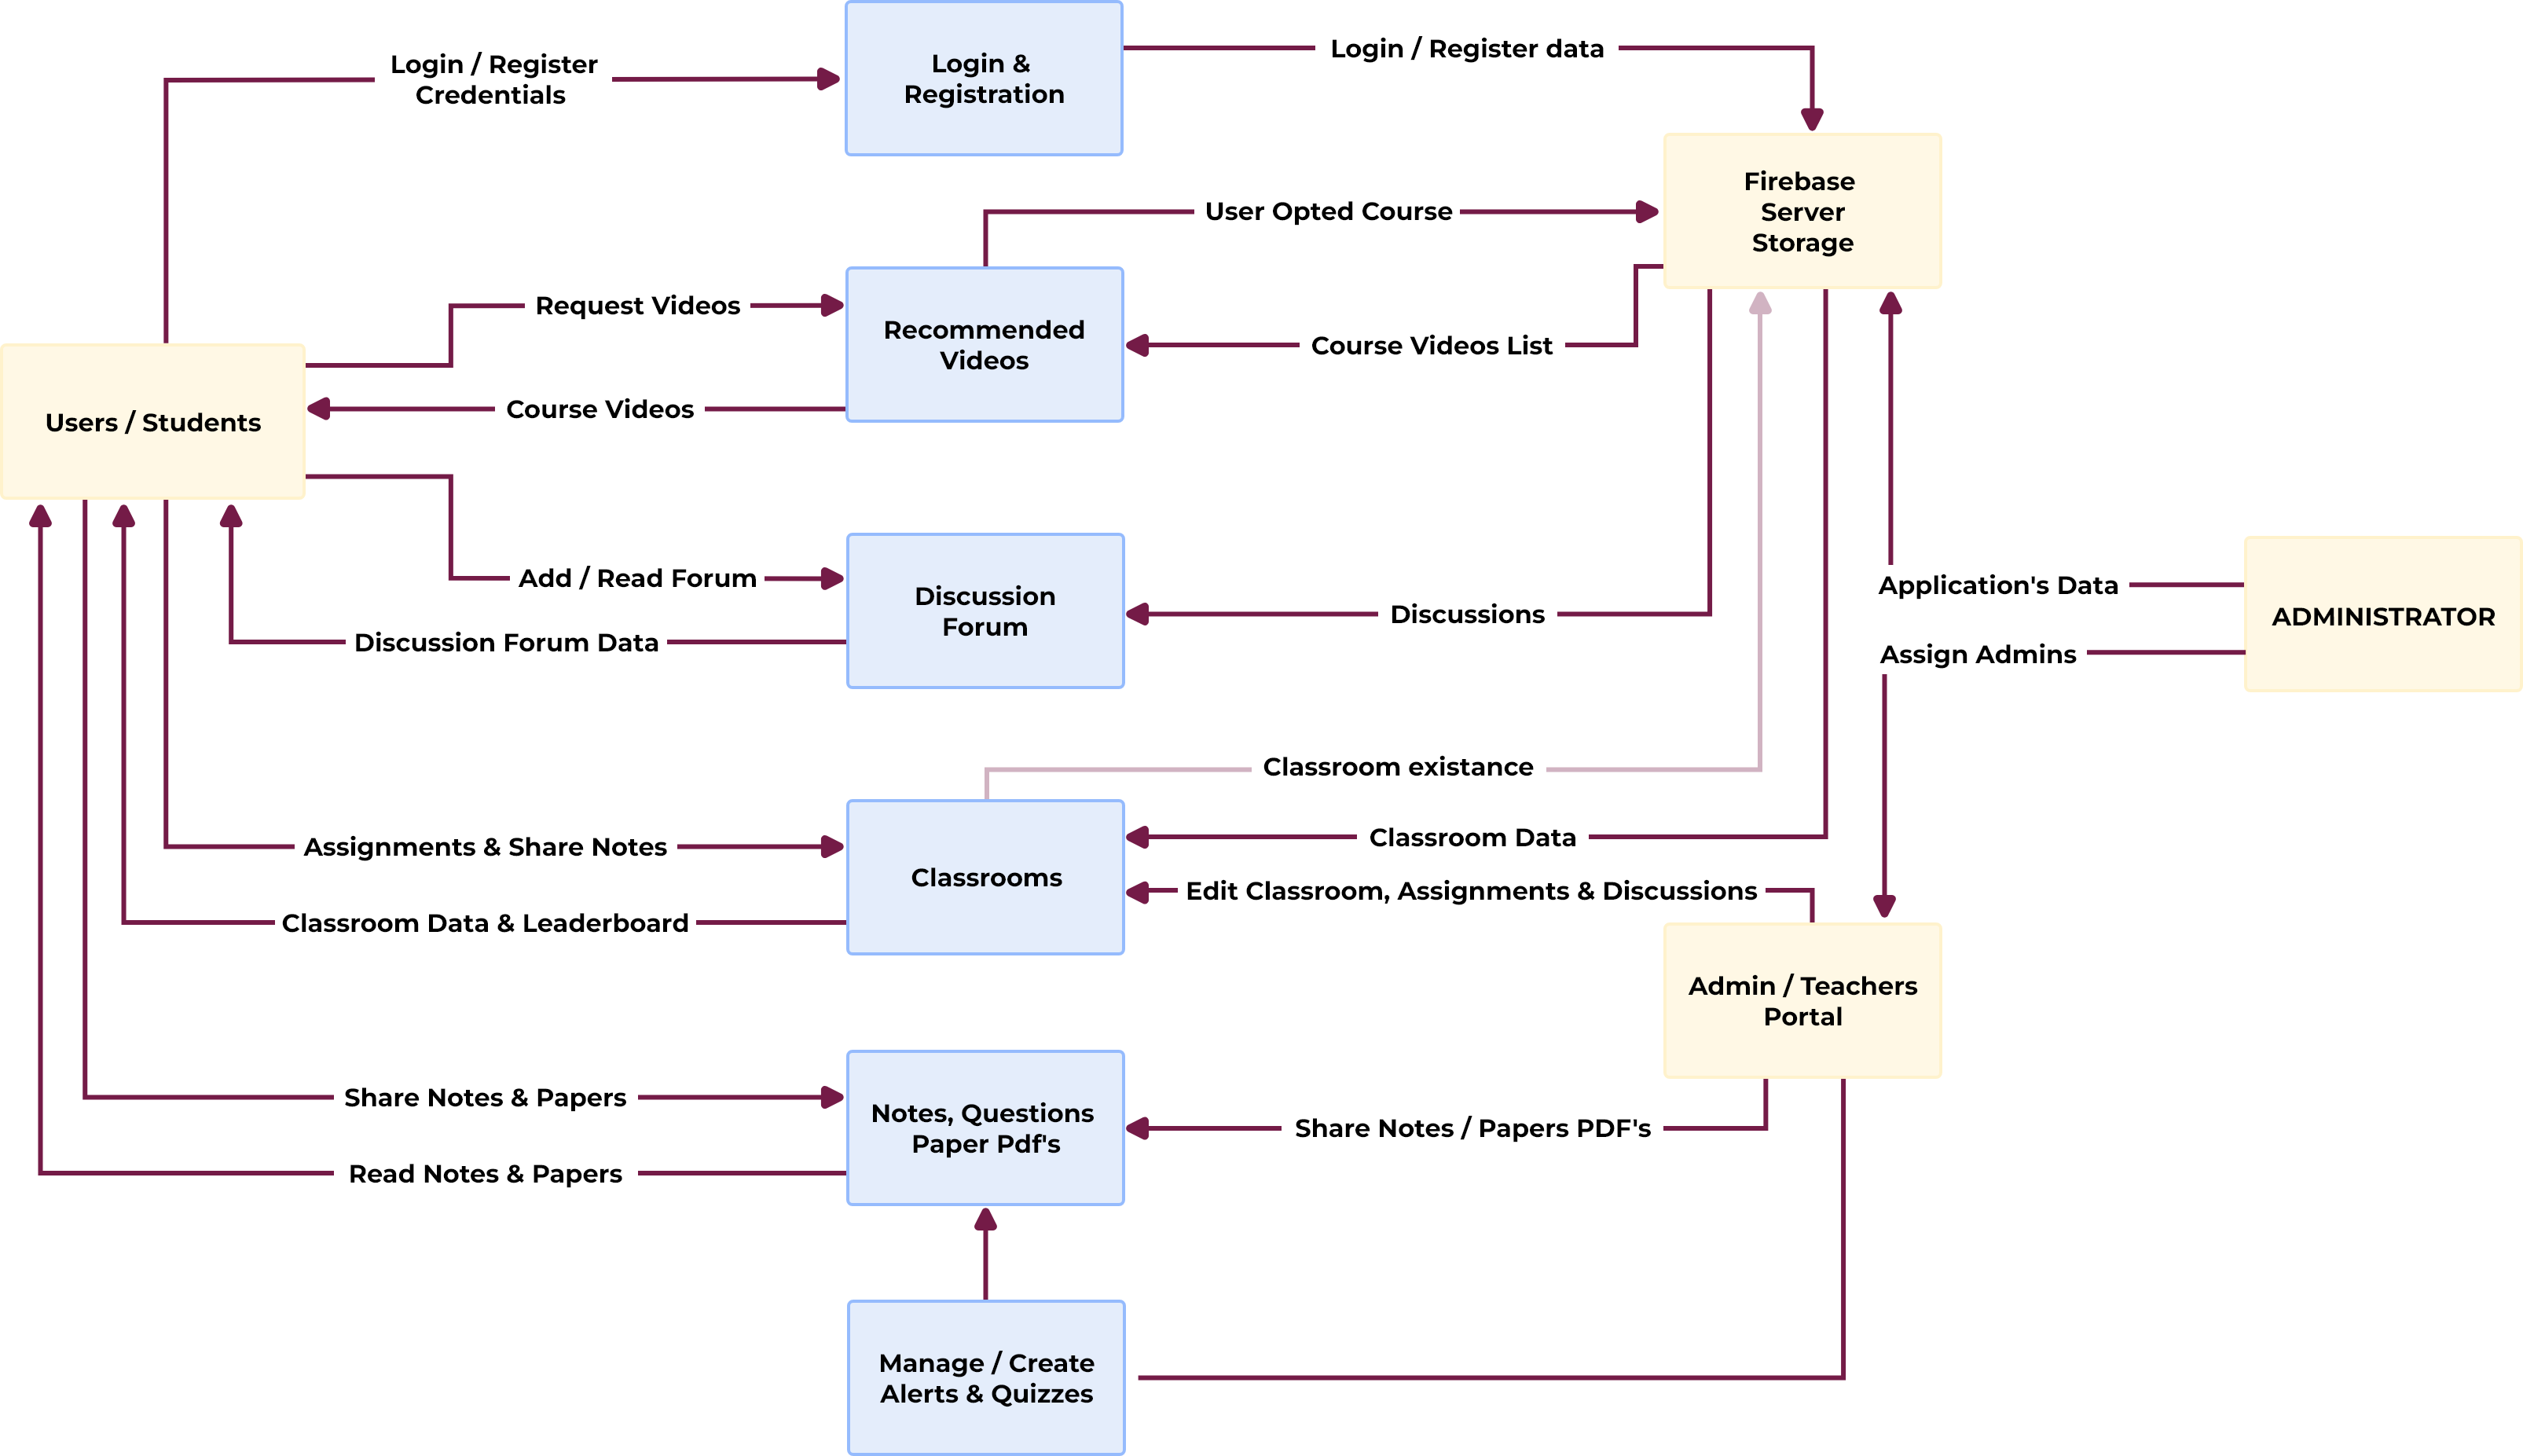 Login / Register
Credentials
Login &
Registration
Login / Register data
Firebase
Server
Storage
User Opted Course
Request Videos
Recommended
Videos
Course Videos List
Course Videos
Users / Students
Add / Read Forum
Discussion
Forum
Discussions
Discussion Forum Data
Application's Data
ADMINISTRATOR
Assign Admins
Classroom existance
Assignments & Share Notes
Classroom Data
Classrooms
Edit Classroom, Assignments & Discussions
Classroom Data & Leaderboard
Admin / Teachers
Portal
Share Notes & Papers
Notes, Questions
Paper Pdf's
Share Notes / Papers PDF's
Read Notes & Papers
Manage / Create
Alerts & Quizzes